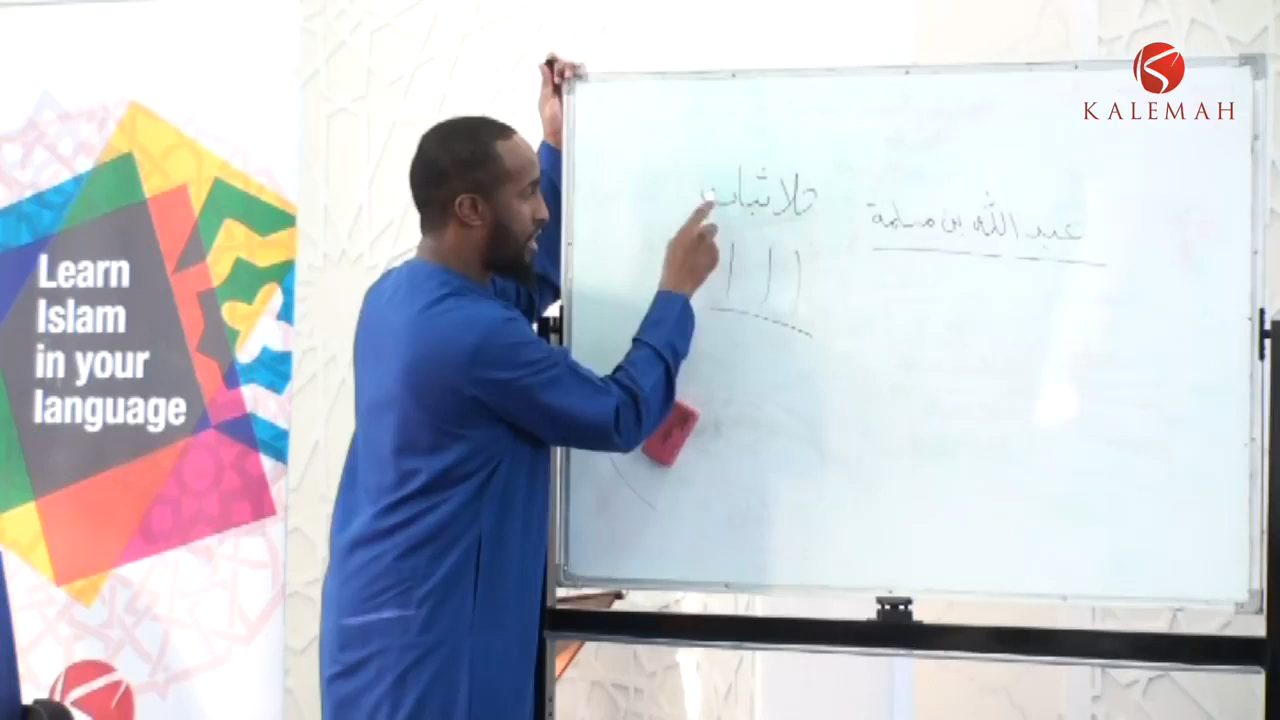 KALEMAH
Learn
Islam
in your
language
عبد الله بن مسلمة
ثلاثيات